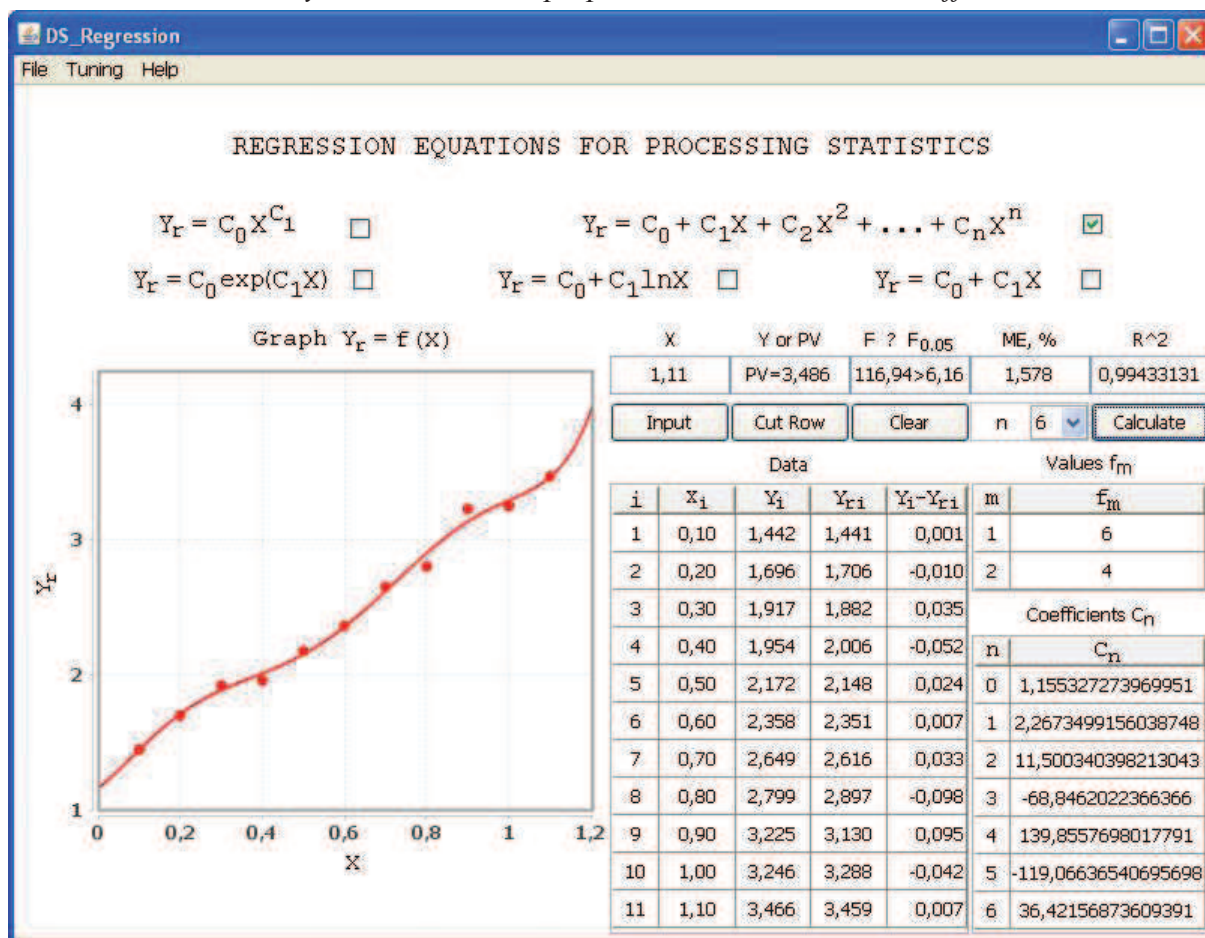 DS_Regression
File Tuning Help
REGRESSION EQUATIONS FOR PROCESSING STATISTICS
Yr = C0X^C1
Yr = C0 + C1X + C2X^2 + ... + CnX^n
Yr = C0exp(C1X)
Yr = C0 + C1lnX
Yr = C0 + C1X
Graph Yr = f(X)
4
3
2
1
0 0,2 0,4 0,6 0,8 1 1,2
Yr
X
X Y or PV F ? F0.05 ME, % R^2
1,11 PV=3,486 116,94>6,16 1,578 0,99433131
Input Cut Row Clear n 6 Calculate
Data
i Xi Yi Yri Yi-Yri
1 0,10 1,442 1,441 0,001
2 0,20 1,696 1,706 -0,010
3 0,30 1,917 1,882 0,035
4 0,40 1,954 2,006 -0,052
5 0,50 2,172 2,148 0,024
6 0,60 2,358 2,351 0,007
7 0,70 2,649 2,616 0,033
8 0,80 2,799 2,897 -0,098
9 0,90 3,225 3,130 0,095
10 1,00 3,246 3,288 -0,042
11 1,10 3,466 3,459 0,007
Values fm
m fm
1 6
2 4
Coefficients Cn
n Cn
0 1,155327273969951
1 2,2673499156038748
2 11,500340398213043
3 -68,8462022366366
4 139,8557698017791
5 -119,06636540695698
6 36,42156873609391